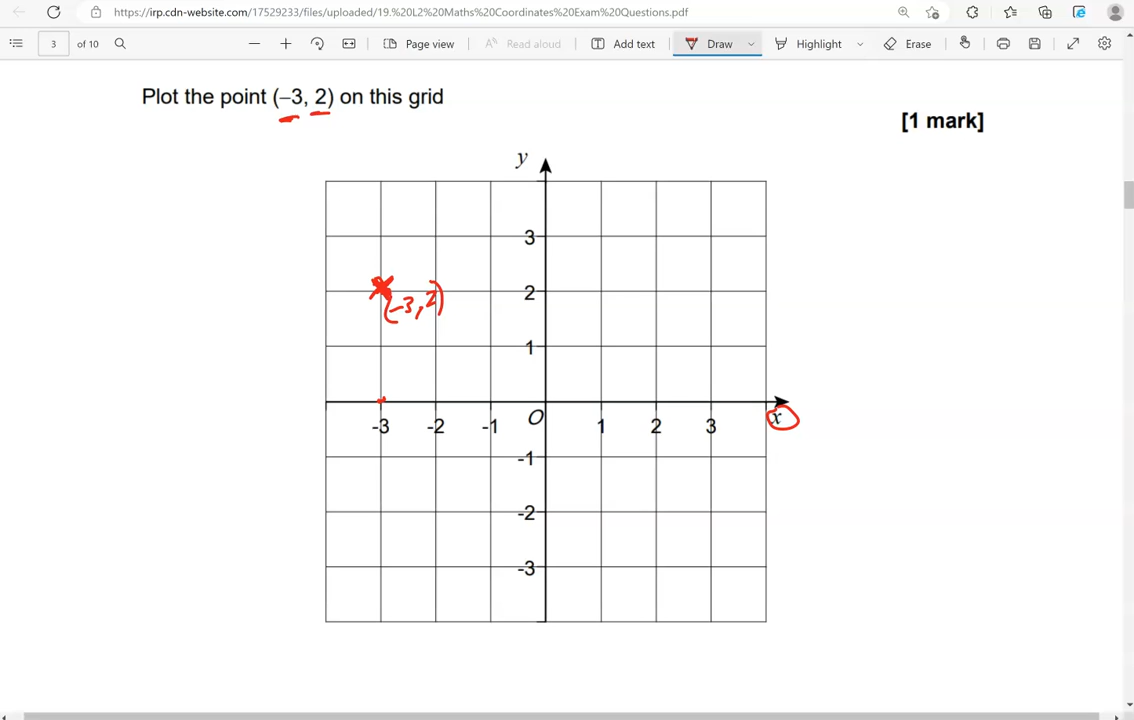 https://irp.cdn-website.com/17529233/files/uploaded/19.%20L2%20Maths%20Coordinates%20Exam%20Questions.pdf
3 of 10
Page view
Read aloud
Add text
Draw
Highlight
Erase
Plot the point (−3, 2) on this grid
[1 mark]
y
3
2
(-3, 2)
1
O
x
-3 -2 -1 1 2 3
-1
-2
-3